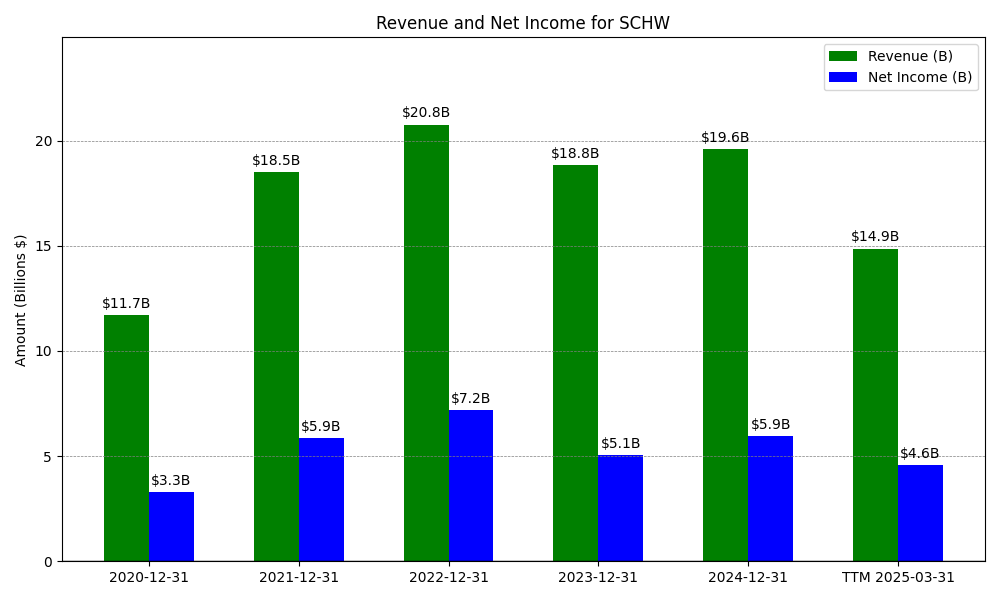 Revenue and Net Income for SCHW
Revenue (B)
Net Income (B)
Amount (Billions $)
20
15
10
5
0
$11.7B
$3.3B
$18.5B
$5.9B
$20.8B
$7.2B
$18.8B
$5.1B
$19.6B
$5.9B
$14.9B
$4.6B
2020-12-31
2021-12-31
2022-12-31
2023-12-31
2024-12-31
TTM 2025-03-31